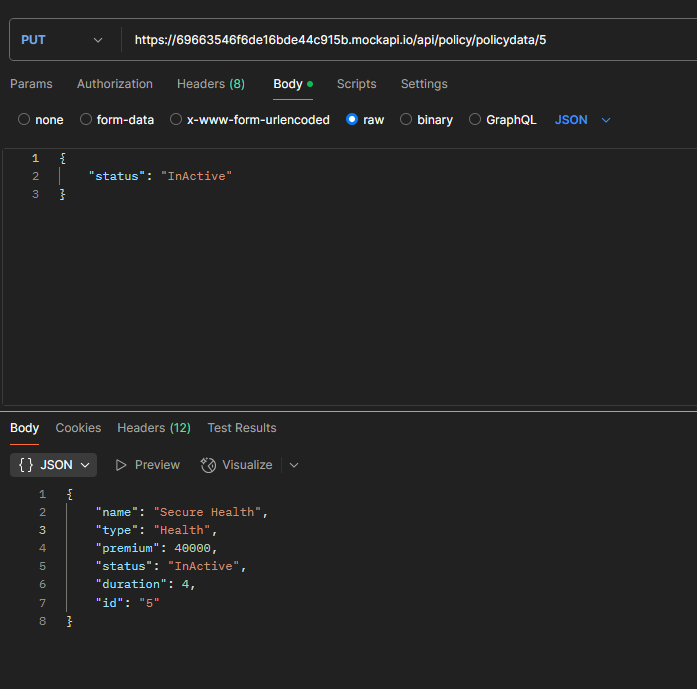 PUT https://69663546f6de16bde44c915b.mockapi.io/api/policy/policydata/5
Params Authorization Headers (8) Body Scripts Settings
none form-data x-www-form-urlencoded raw binary GraphQL JSON
1 {
2 "status": "InActive"
3 }
Body Cookies Headers (12) Test Results
{} JSON Preview Visualize
1 {
2 "name": "Secure Health",
3 "type": "Health",
4 "premium": 40000,
5 "status": "InActive",
6 "duration": 4,
7 "id": "5"
8 }